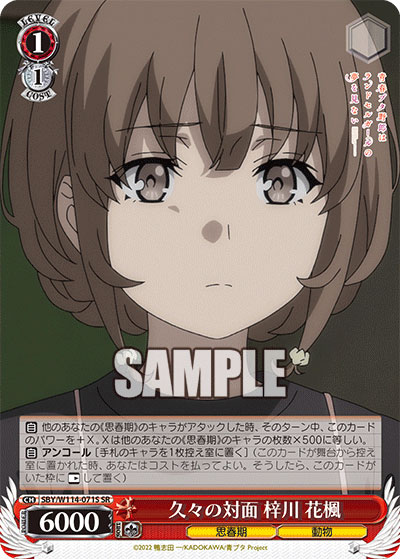 LEVEL
1
1
COST
青春ブタ野郎は
ランドセルガールの
夢を見ない
SAMPLE
自 他のあなたの《思春期》のキャラがアタックした時、そのターン中、このカード
のパワーを+X。Xは他のあなたの《思春期》のキャラの枚数×500に等しい。
自 アンコール [手札のキャラを1枚控え室に置く] (このカードが舞台から控え
室に置かれた時、あなたはコストを払ってよい。そうしたら、このカードが
いた枠に置く)
CH SBY/W114-071S SR
久々の対面 梓川 花楓
6000
思春期
動物
©2022 鴨志田 一/KADOKAWA/青ブタ Project